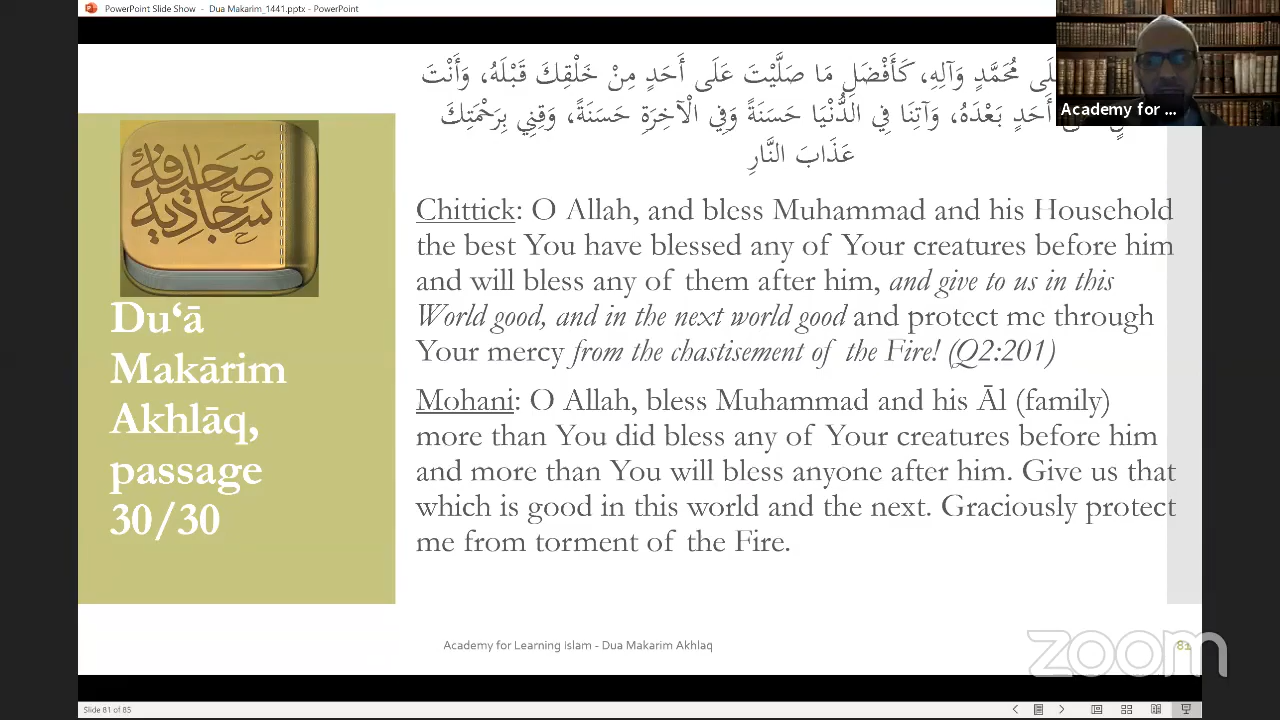 PowerPoint Slide Show - Dua Makarim_1441.pptx - PowerPoint
مُحَمَّدٍ وَآلِهِ، كَأَفْضَلِ مَا صَلَّيْتَ عَلَى أَحَدٍ مِنْ خَلْقِكَ قَبْلَهُ، وَأَنْتَ
أَحَدٍ بَعْدَهُ، وَآتِنَا فِي الدُّنْيَا حَسَنَةً وَفِي الْآخِرَةِ حَسَنَةً، وَقِنِي بِرَحْمَتِكَ
عَذَابَ النَّارِ
Academy for ...
صحیفه
سجادیه
Du‘ā
Makārim
Akhlāq,
passage
30/30
Chittick: O Allah, and bless Muhammad and his Household
the best You have blessed any of Your creatures before him
and will bless any of them after him, and give to us in this
World good, and in the next world good and protect me through
Your mercy from the chastisement of the Fire! (Q2:201)
Mohani: O Allah, bless Muhammad and his Āl (family)
more than You did bless any of Your creatures before him
and more than You will bless anyone after him. Give us that
which is good in this world and the next. Graciously protect
me from torment of the Fire.
Academy for Learning Islam - Dua Makarim Akhlaq
81
zoom
Slide 81 of 85